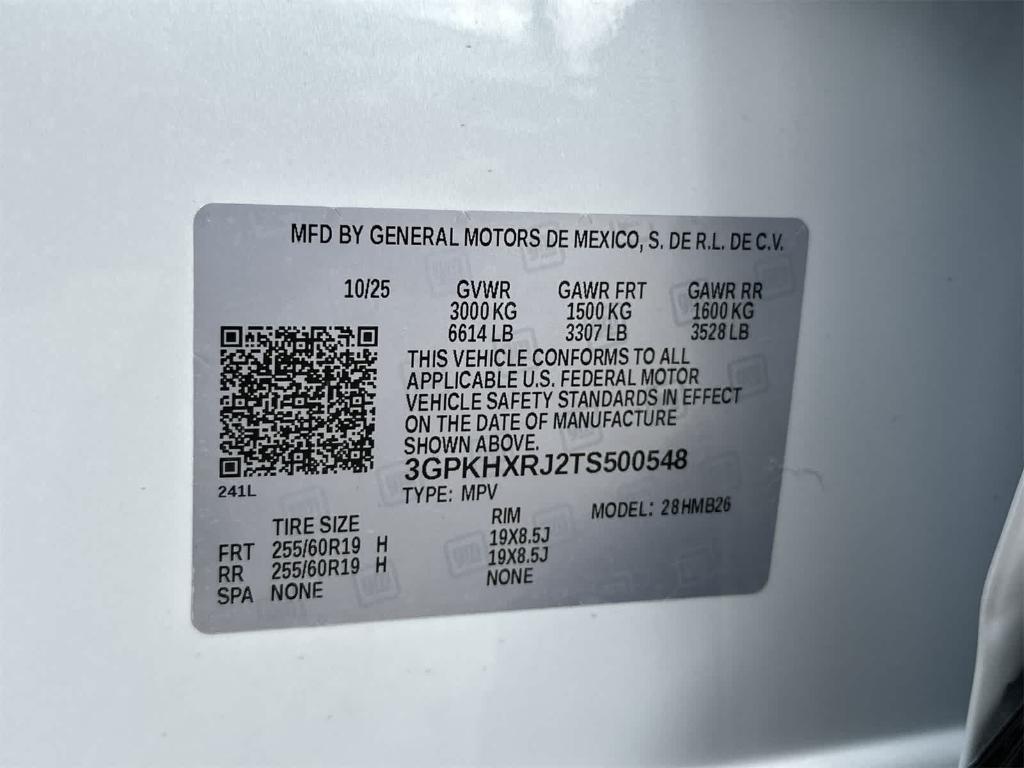 MFD BY GENERAL MOTORS DE MEXICO, S. DE R.L. DE C.V.
10/25 GVWR GAWR FRT GAWR RR
3000 KG 1500 KG 1600 KG
6614 LB 3307 LB 3528 LB
THIS VEHICLE CONFORMS TO ALL
APPLICABLE U.S. FEDERAL MOTOR
VEHICLE SAFETY STANDARDS IN EFFECT
ON THE DATE OF MANUFACTURE
SHOWN ABOVE.
3GPKHXRJ2TS500548
241L TYPE: MPV MODEL: 28HMB26
TIRE SIZE RIM
FRT 255/60R19 H 19X8.5J
RR 255/60R19 H 19X8.5J
SPA NONE NONE